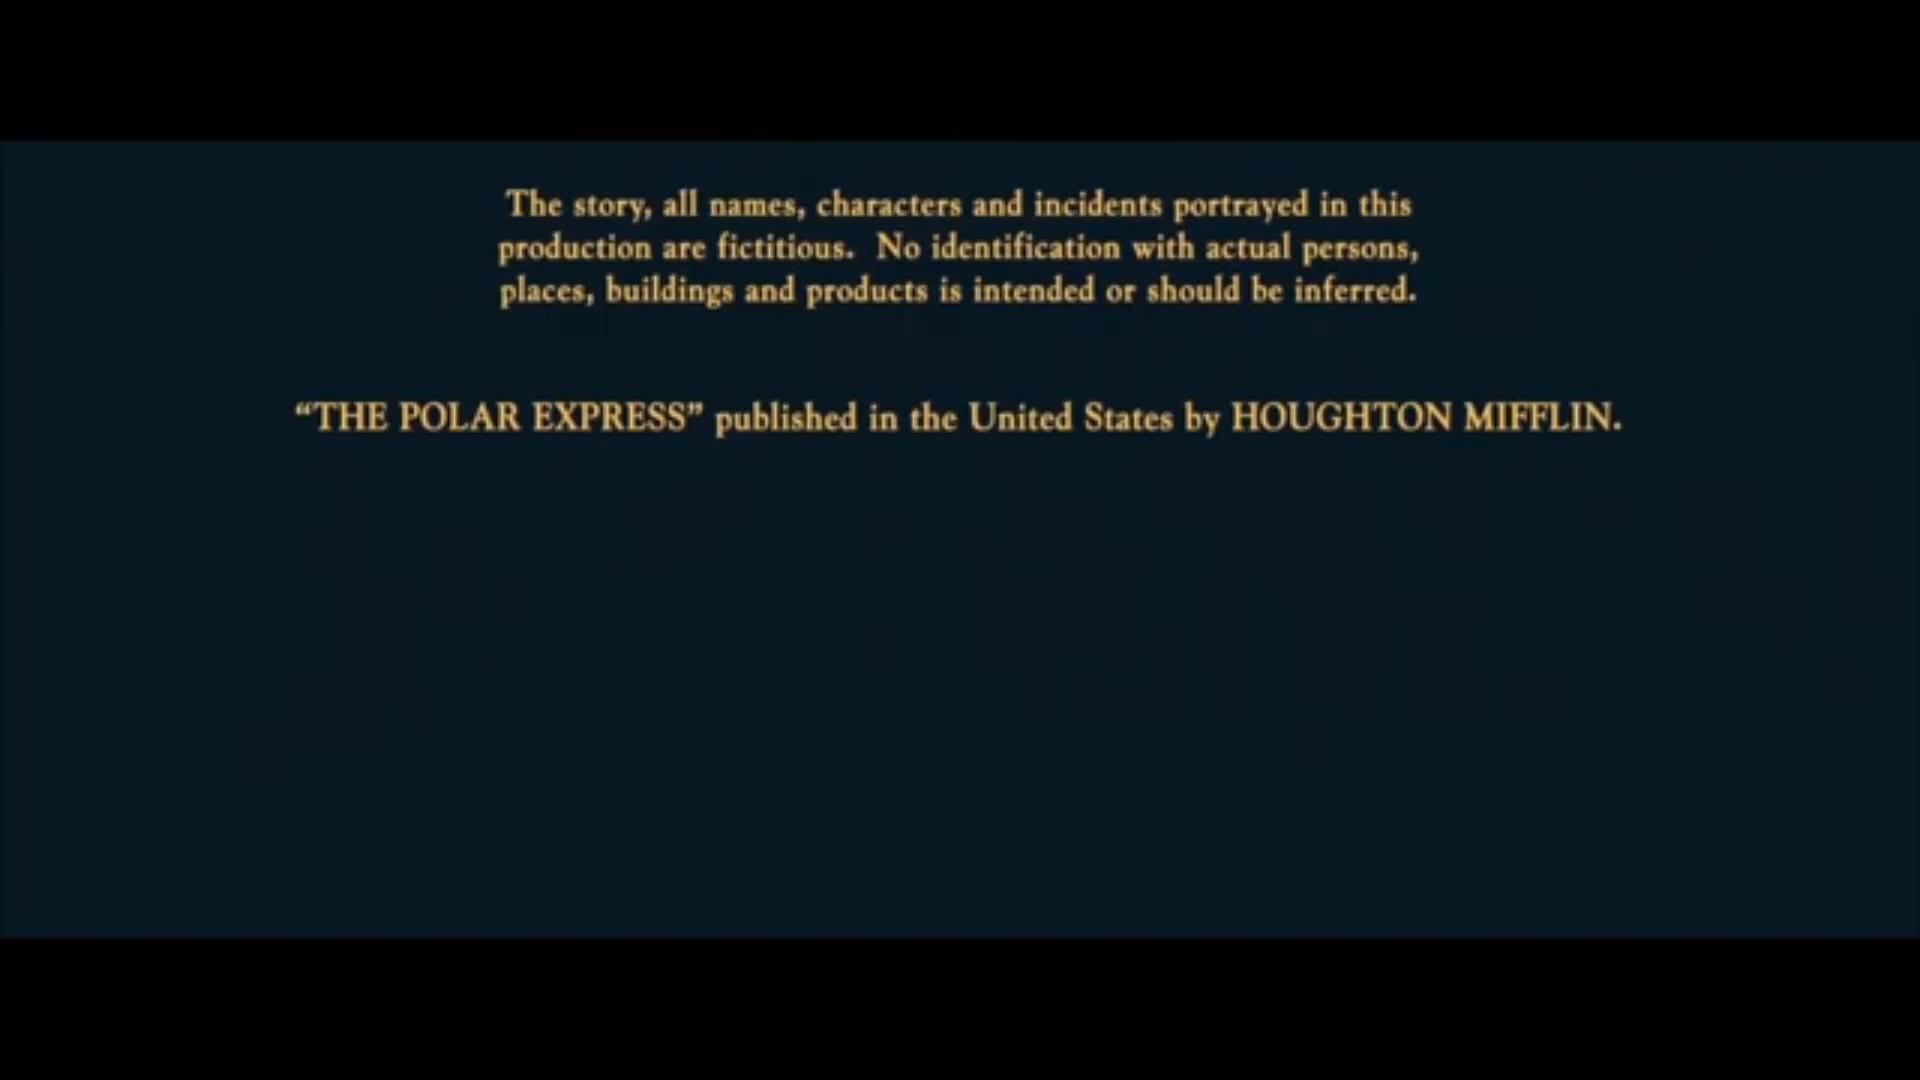 The story, all names, characters and incidents portrayed in this
production are fictitious.  No identification with actual persons,
places, buildings and products is intended or should be inferred.
“THE POLAR EXPRESS” published in the United States by HOUGHTON MIFFLIN.